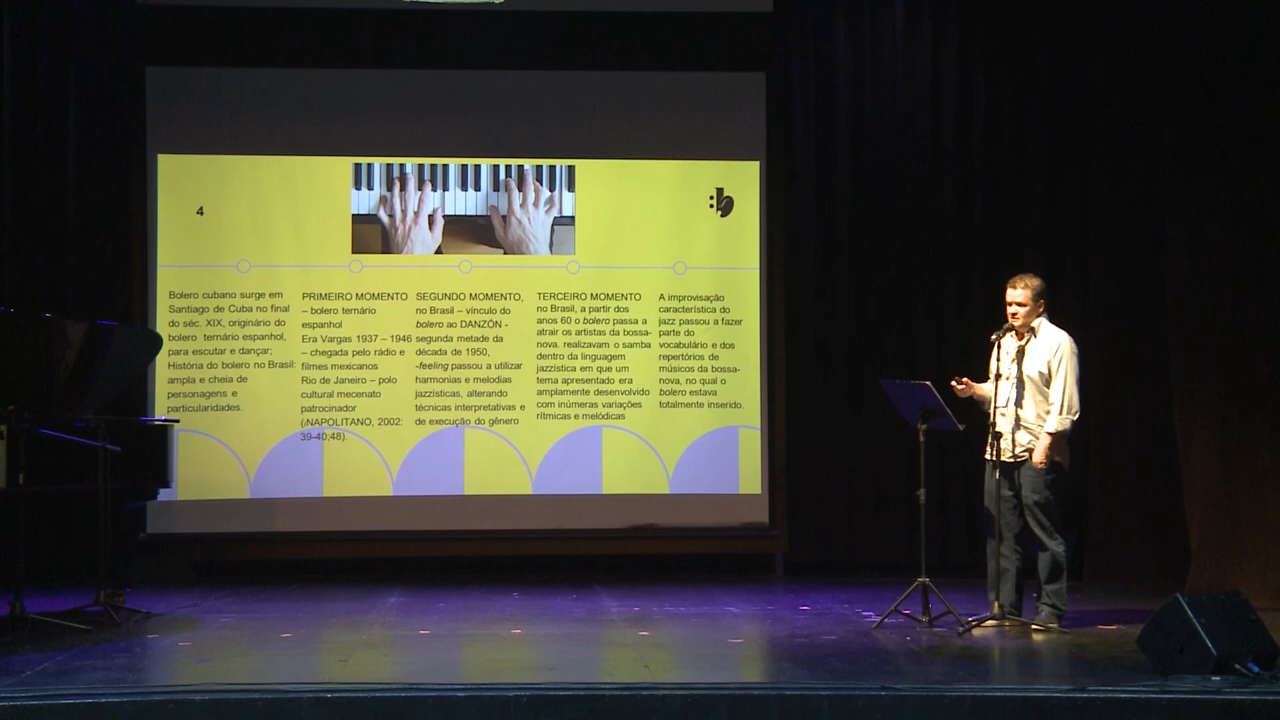 4
Bolero cubano surge em
Santiago de Cuba no final
do séc. XIX, originário do
bolero ternário espanhol,
para escutar e dançar;
História do bolero no Brasil:
ampla e cheia de
personagens e
particularidades.
PRIMEIRO MOMENTO
– bolero ternário
espanhol
Era Vargas 1937 – 1946
– chegada pelo rádio e
filmes mexicanos
Rio de Janeiro – polo
cultural mecenato
patrocinador
(¡NAPOLITANO, 2002:
39-40;48).
SEGUNDO MOMENTO,
no Brasil – vínculo do
bolero ao DANZÓN -
segunda metade da
década de 1950,
-feeling passou a utilizar
harmonias e melodias
jazzísticas, alterando
técnicas interpretativas e
de execução do gênero
TERCEIRO MOMENTO
no Brasil, a partir dos
anos 60 o bolero passa a
atrair os artistas da bossa-
nova. realizavam o samba
dentro da linguagem
jazzística em que um
tema apresentado era
amplamente desenvolvido
com inúmeras variações
rítmicas e melódicas
A improvisação
característica do
jazz passou a fazer
parte do
vocabulário e dos
repertórios de
músicos da bossa-
nova, no qual o
bolero estava
totalmente inserido.